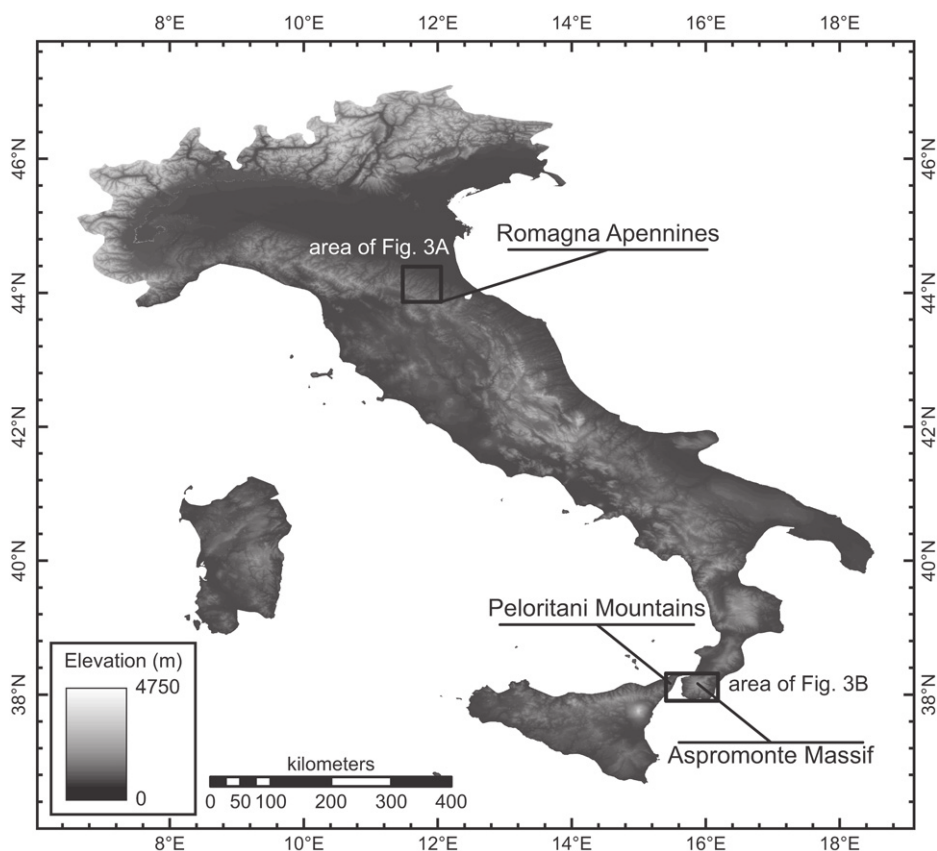 8°E 10°E 12°E 14°E 16°E 18°E
46°N 46°N
Romagna Apennines
area of Fig. 3A
44°N 44°N
42°N 42°N
40°N 40°N
Peloritani Mountains
Elevation (m)
4750
0
38°N 38°N
area of Fig. 3B
Aspromonte Massif
kilometers
0 50 100 200 300 400
8°E 10°E 12°E 14°E 16°E 18°E